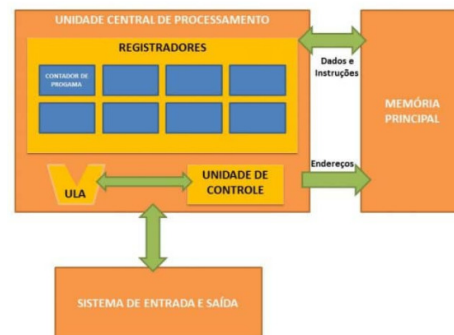 UNIDADE CENTRAL DE PROCESSAMENTO
REGISTRADORES
CONTADOR DE
PROGAMA
ULA
UNIDADE DE
CONTROLE
Dados e
Instruções
Endereços
MEMÓRIA
PRINCIPAL
SISTEMA DE ENTRADA E SAÍDA